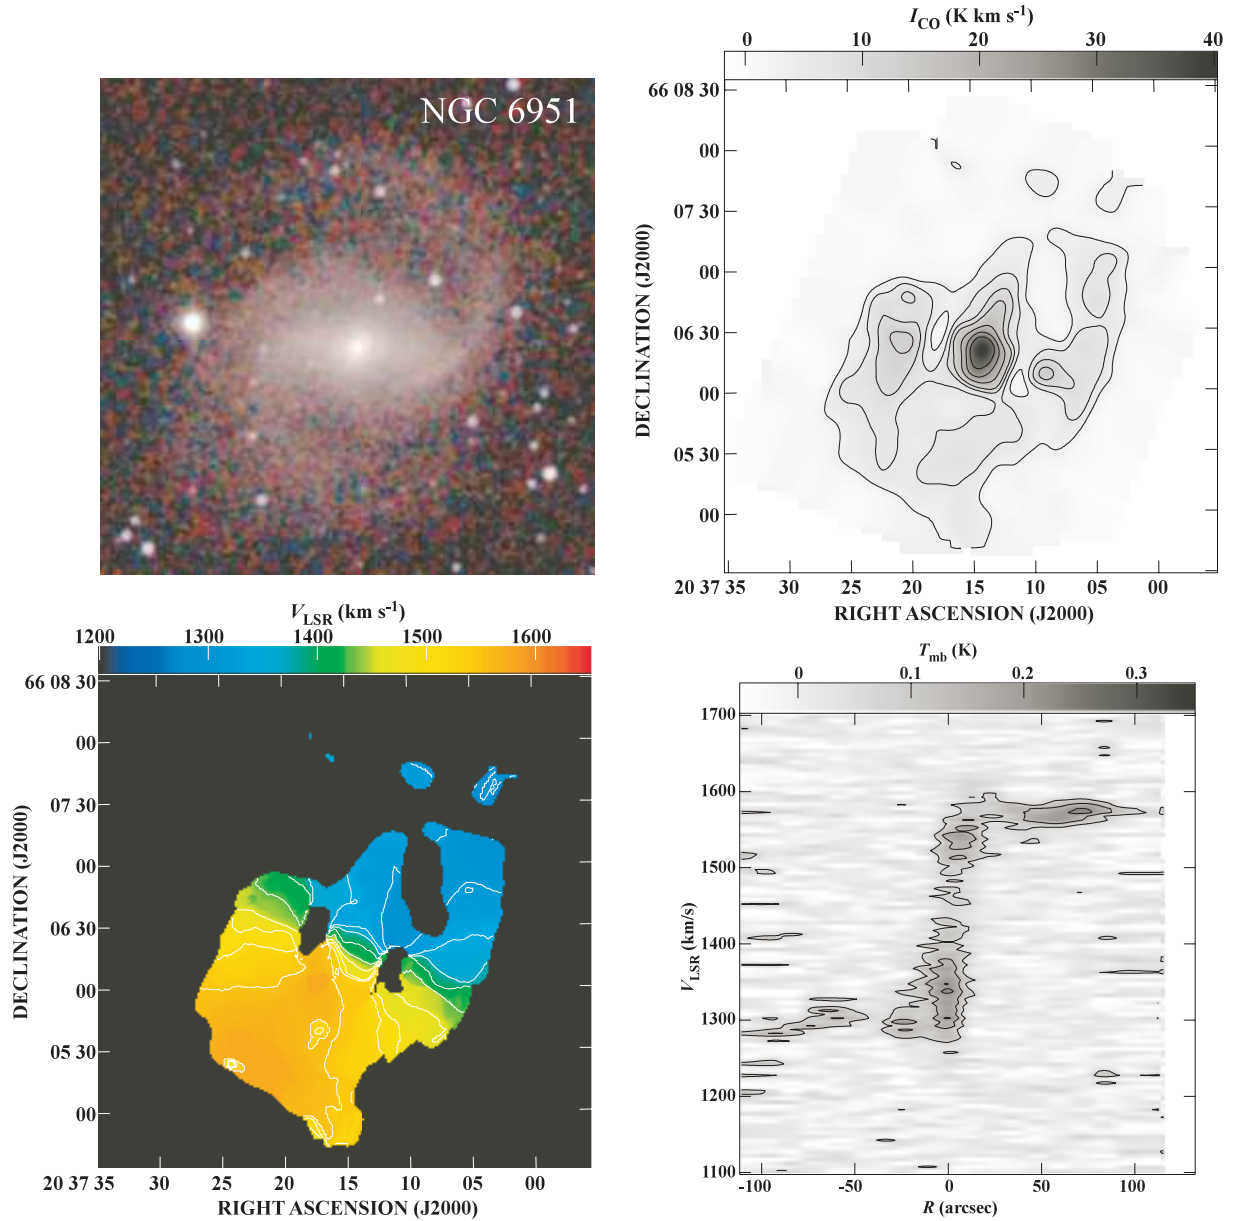 NGC 6951
I_CO (K km s⁻¹)
0 10 20 30 40
66 08 30
00
07 30
00
06 30
00
05 30
00
DECLINATION (J2000)
20 37 35 30 25 20 15 10 05 00
RIGHT ASCENSION (J2000)
V_LSR (km s⁻¹)
1200 1300 1400 1500 1600
66 08 30
00
07 30
00
06 30
00
05 30
00
DECLINATION (J2000)
20 37 35 30 25 20 15 10 05 00
RIGHT ASCENSION (J2000)
T_mb (K)
0 0.1 0.2 0.3
1700
1600
1500
1400
1300
1200
1100
V_LSR (km/s)
-100 -50 0 50 100
R (arcsec)